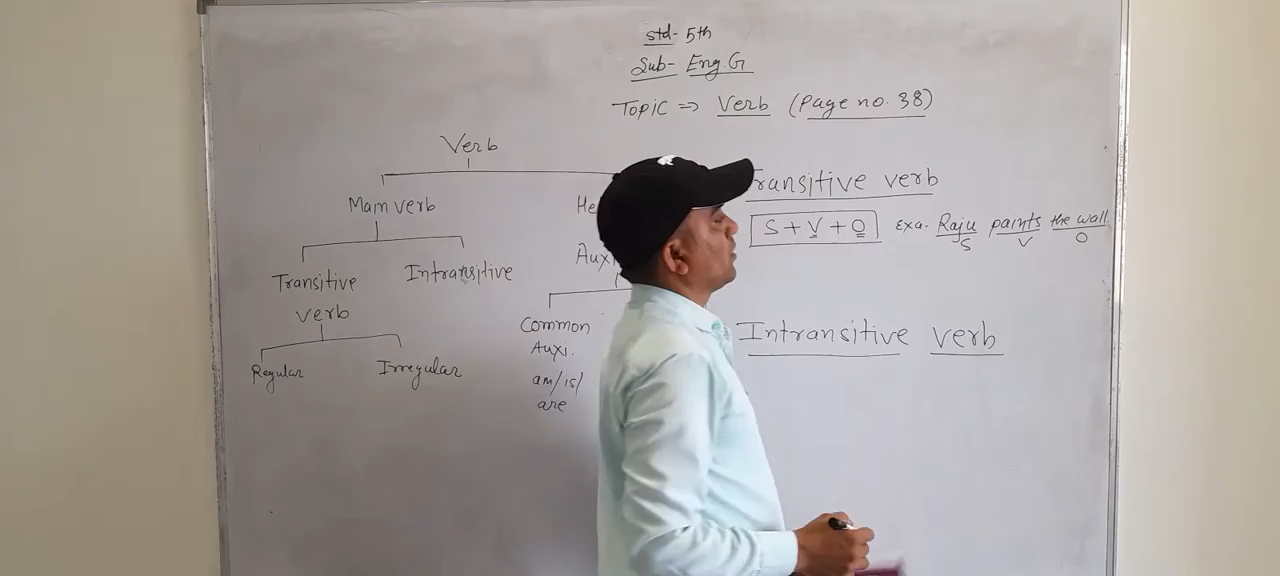 std- 5th
Sub- Eng.G
Topic => Verb (Page no. 38)
Verb
Main verb
Transitive Intransitive
verb
Regular Irregular
Common
Auxi.
am/is/
are
Transitive verb
S + V + O Exa. Raju paints the wall.
S V O
Intransitive verb